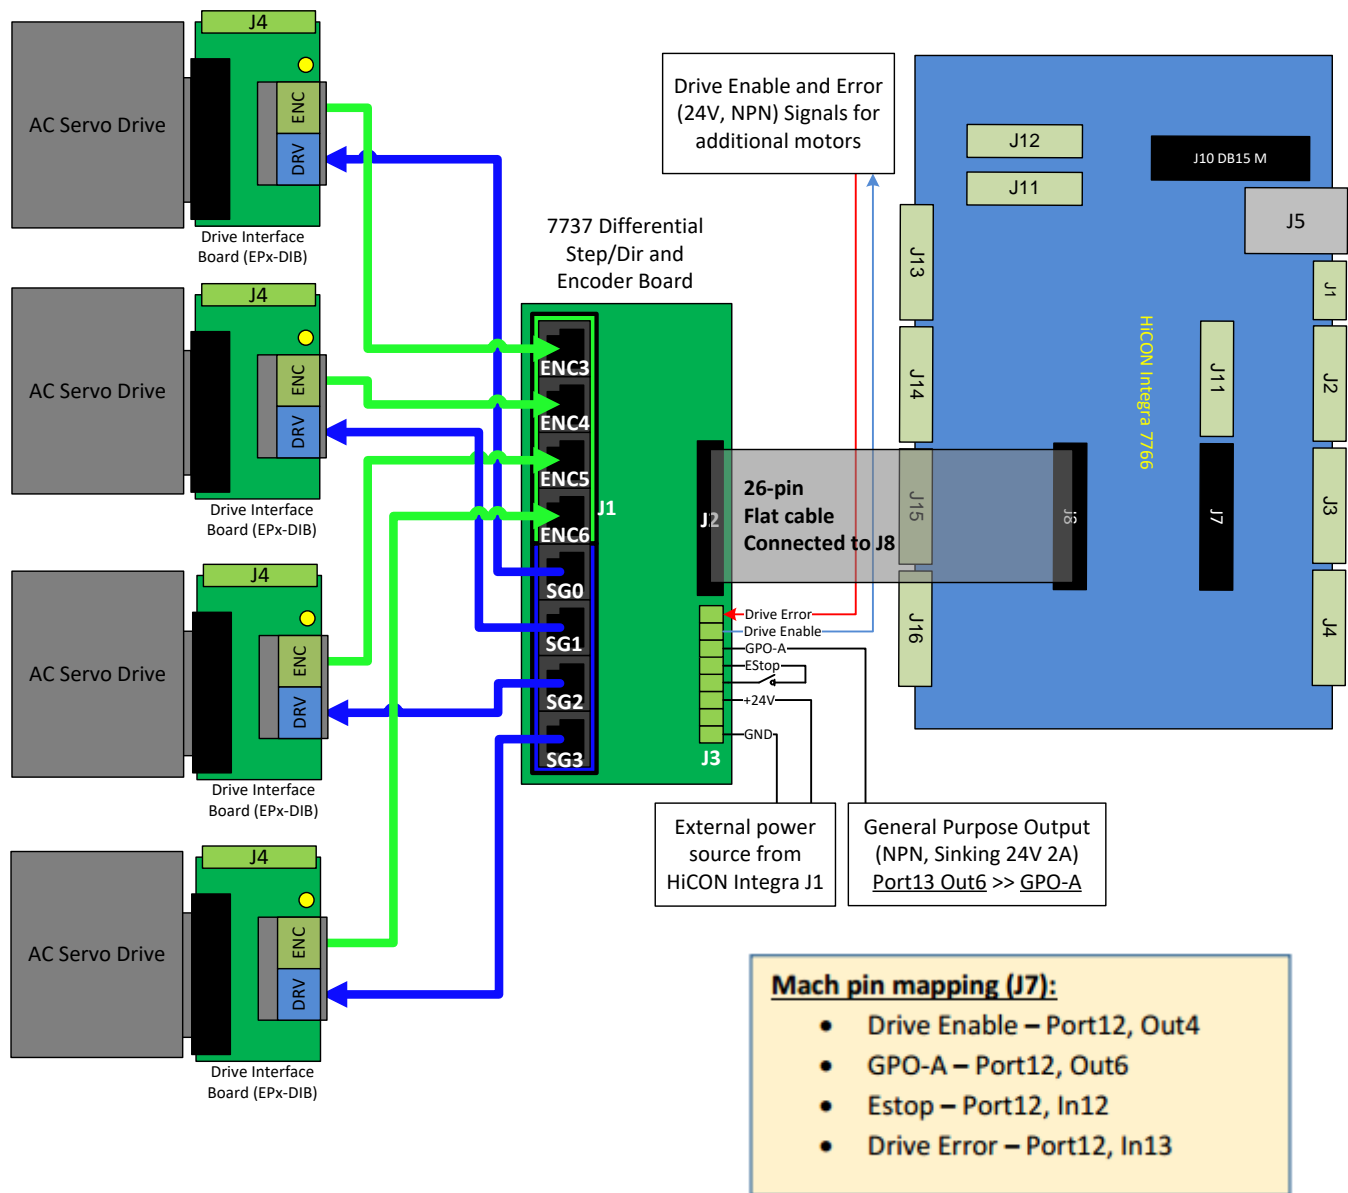 J4
AC Servo Drive
ENC
DRV
Drive Interface
Board (EPx-DIB)
J4
AC Servo Drive
ENC
DRV
Drive Interface
Board (EPx-DIB)
J4
AC Servo Drive
ENC
DRV
Drive Interface
Board (EPx-DIB)
J4
AC Servo Drive
ENC
DRV
Drive Interface
Board (EPx-DIB)
7737 Differential
Step/Dir and
Encoder Board
ENC3
ENC4
ENC5
ENC6
SG0
SG1
SG2
SG3
J1
J2
J3
26-pin
Flat cable
Connected to J8
Drive Error
Drive Enable
GPO-A
EStop
+24V
GND
Drive Enable and Error
(24V, NPN) Signals for
additional motors
External power
source from
HiCON Integra J1
General Purpose Output
(NPN, Sinking 24V 2A)
Port13 Out6 >> GPO-A
J12
J11
J10 DB15 M
J5
J13
J14
J15
J16
J8
J7
J11
HiCON Integra 7766
J1
J2
J3
J4
Mach pin mapping (J7):
• Drive Enable – Port12, Out4
• GPO-A – Port12, Out6
• Estop – Port12, In12
• Drive Error – Port12, In13